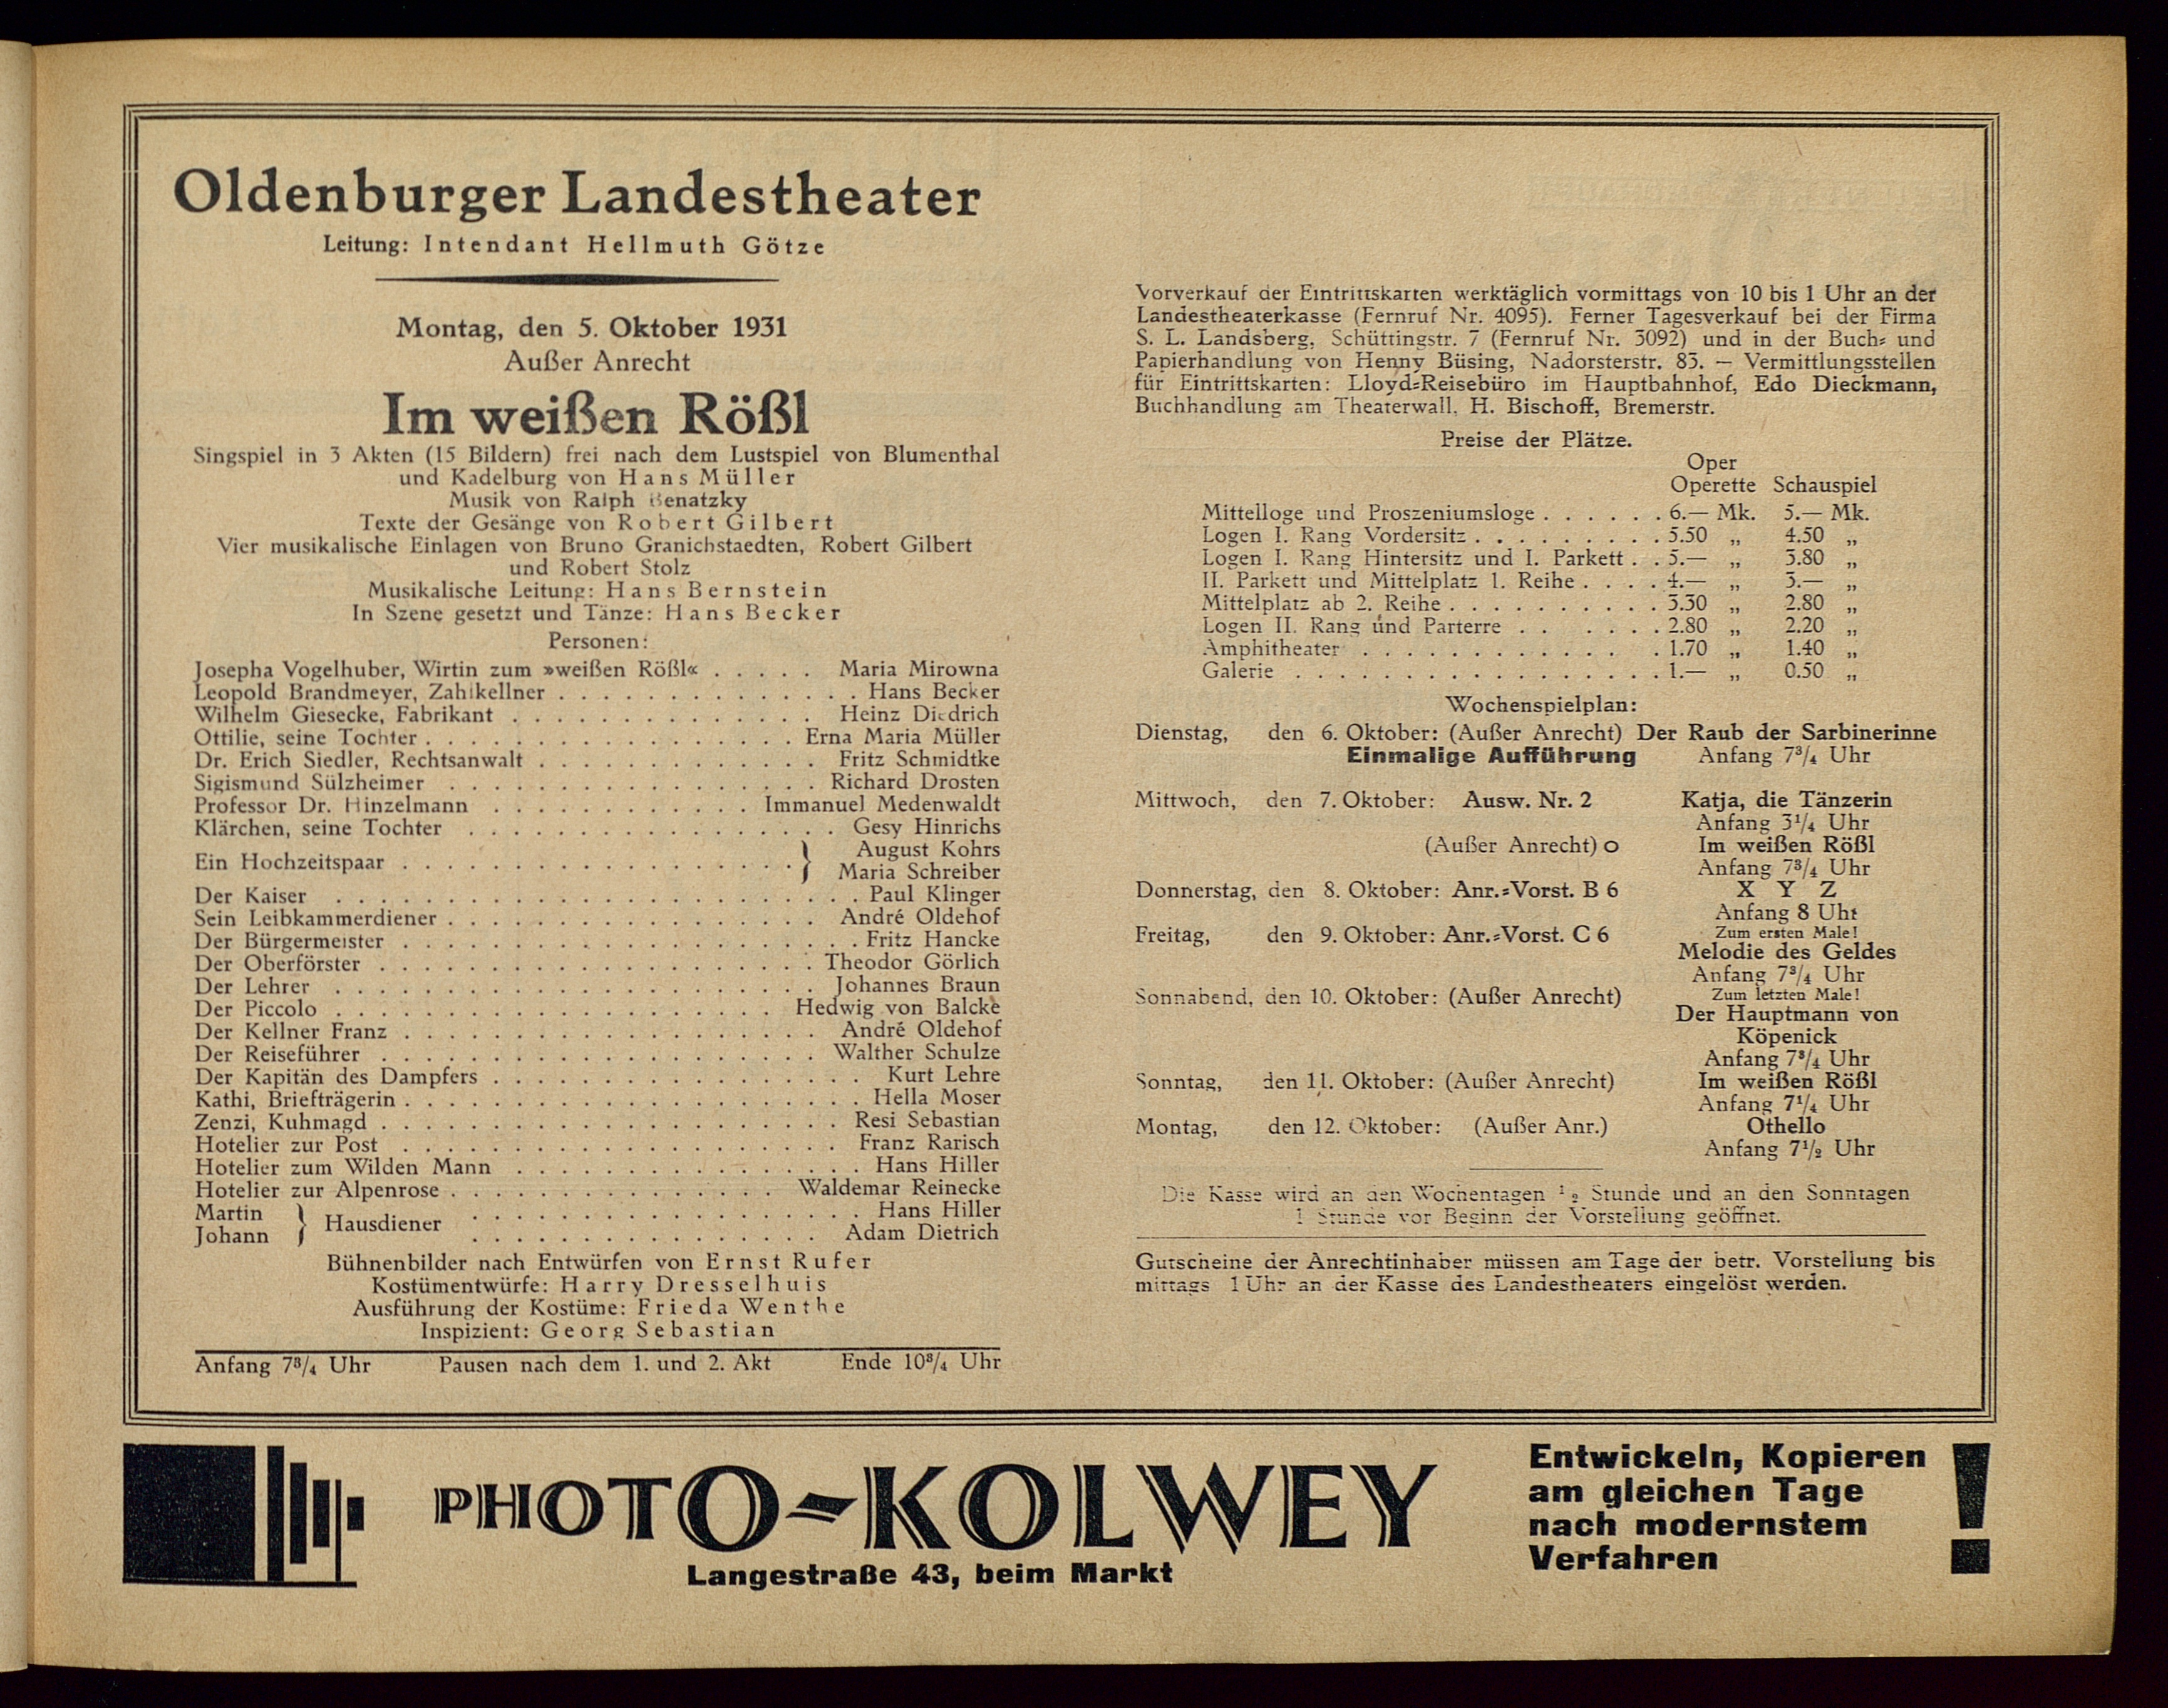 Oldenburger Landestheater
Leitung: Intendant Hellmuth Götze
Montag, den 5. Oktober 1931
Außer Anrecht
Im weißen Rößl
Singspiel in 3 Akten (15 Bildern) frei nach dem Lustspiel von Blumenthal
und Kadelburg von Hans Müller
Musik von Ralph Benatzky
Texte der Gesänge von Robert Gilbert
Vier musikalische Einlagen von Bruno Granichstaedten, Robert Gilbert
und Robert Stolz
Musikalische Leitung: Hans Bernstein
In Szene gesetzt und Tänze: Hans Becker
Personen:
Josepha Vogelhuber, Wirtin zum »weißen Rößl« . . . . . Maria Mirowna
Leopold Brandmeyer, Zahlkellner . . . . . . . . . . . . . . Hans Becker
Wilhelm Giesecke, Fabrikant . . . . . . . . . . . . . . Heinz Diedrich
Ottilie, seine Tochter . . . . . . . . . . . . . . . . . Erna Maria Müller
Dr. Erich Siedler, Rechtsanwalt . . . . . . . . . . . . . Fritz Schmidtke
Sigismund Sülzheimer . . . . . . . . . . . . . . . . . Richard Drosten
Professor Dr. Hinzelmann . . . . . . . . . . . . Immanuel Medenwaldt
Klärchen, seine Tochter . . . . . . . . . . . . . . . . . Gesy Hinrichs
Ein Hochzeitspaar . . . . . . . . . . . . . . . . . . } August Kohrs
Maria Schreiber
Der Kaiser . . . . . . . . . . . . . . . . . . . . . . . . Paul Klinger
Sein Leibkammerdiener . . . . . . . . . . . . . . . . . André Oldehof
Der Bürgermeister . . . . . . . . . . . . . . . . . . . . . Fritz Hancke
Der Oberförster . . . . . . . . . . . . . . . . . . . . Theodor Görlich
Der Lehrer . . . . . . . . . . . . . . . . . . . . . . Johannes Braun
Der Piccolo . . . . . . . . . . . . . . . . . . . . Hedwig von Balcke
Der Kellner Franz . . . . . . . . . . . . . . . . . . . André Oldehof
Der Reiseführer . . . . . . . . . . . . . . . . . . . . Walther Schulze
Der Kapitän des Dampfers . . . . . . . . . . . . . . . . . Kurt Lehre
Kathi, Briefträgerin . . . . . . . . . . . . . . . . . . . . . Hella Moser
Zenzi, Kuhmagd . . . . . . . . . . . . . . . . . . . . . Resi Sebastian
Hotelier zur Post . . . . . . . . . . . . . . . . . . . . Franz Rarisch
Hotelier zum Wilden Mann . . . . . . . . . . . . . . . . Hans Hiller
Hotelier zur Alpenrose . . . . . . . . . . . . . . . Waldemar Reinecke
Martin } Hausdiener . . . . . . . . . . . . . . . . . . Hans Hiller
Johann . . . . . . . . . . . . . . . . Adam Dietrich
Bühnenbilder nach Entwürfen von Ernst Rufer
Kostümentwürfe: Harry Dresselhuis
Ausführung der Kostüme: Frieda Wenthe
Inspizient: Georg Sebastian
Anfang 7¾ Uhr Pausen nach dem 1. und 2. Akt Ende 10¾ Uhr
Vorverkauf der Eintrittskarten werktäglich vormittags von 10 bis 1 Uhr an der
Landestheaterkasse (Fernruf Nr. 4095). Ferner Tagesverkauf bei der Firma
S. L. Landsberg, Schüttingstr. 7 (Fernruf Nr. 3092) und in der Buch- und
Papierhandlung von Henny Büsing, Nadorsterstr. 83. — Vermittlungsstellen
für Eintrittskarten: Lloyd-Reisebüro im Hauptbahnhof, Edo Dieckmann,
Buchhandlung am Theaterwall, H. Bischoff, Bremerstr.
Preise der Plätze.
Oper
Operette Schauspiel
Mittelloge und Proszeniumsloge . . . . . . 6.— Mk. 5.— Mk.
Logen I. Rang Vordersitz . . . . . . . . . 5.50 „ 4.50 „
Logen I. Rang Hintersitz und I. Parkett . . 5.— „ 3.80 „
II. Parkett und Mittelplatz 1. Reihe . . . . 4.— „ 3.— „
Mittelplatz ab 2. Reihe . . . . . . . . . . 3.30 „ 2.80 „
Logen II. Rang und Parterre . . . . . . 2.80 „ 2.20 „
Amphitheater . . . . . . . . . . . . . 1.70 „ 1.40 „
Galerie . . . . . . . . . . . . . . . . . 1.— „ 0.50 „
Wochenspielplan:
Dienstag, den 6. Oktober: (Außer Anrecht) Der Raub der Sarbinerinne
Einmalige Aufführung Anfang 7¾ Uhr
Mittwoch, den 7. Oktober: Ausw. Nr. 2 Katja, die Tänzerin
Anfang 3¼ Uhr
(Außer Anrecht) o Im weißen Rößl
Anfang 7¾ Uhr
Donnerstag, den 8. Oktober: Anr.-Vorst. B 6 X Y Z
Anfang 8 Uhr
Freitag, den 9. Oktober: Anr.-Vorst. C 6 Zum ersten Male!
Melodie des Geldes
Anfang 7¾ Uhr
Sonnabend, den 10. Oktober: (Außer Anrecht) Zum letzten Male!
Der Hauptmann von
Köpenick
Anfang 7¾ Uhr
Sonntag, den 11. Oktober: (Außer Anrecht) Im weißen Rößl
Anfang 7¼ Uhr
Montag, den 12. Oktober: (Außer Anr.) Othello
Anfang 7½ Uhr
Die Kasse wird an den Wochentagen ½ Stunde und an den Sonntagen
1 Stunde vor Beginn der Vorstellung geöffnet.
Gutscheine der Anrechtinhaber müssen am Tage der betr. Vorstellung bis
mittags 1 Uhr an der Kasse des Landestheaters eingelöst werden.
PHOTO-KOLWEY
Langestraße 43, beim Markt
Entwickeln, Kopieren
am gleichen Tage
nach modernstem
Verfahren !